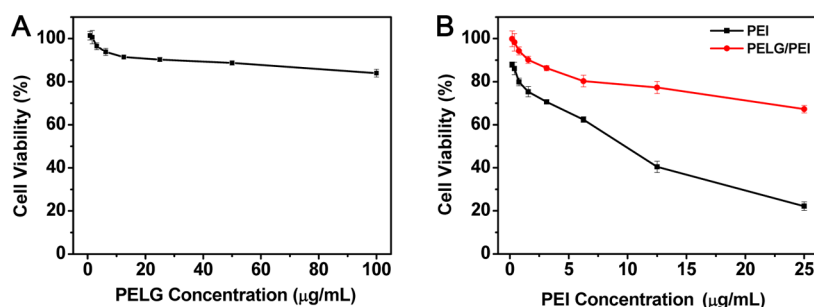 A
100
80
60
40
20
0
Cell Viability (%)
0 20 40 60 80 100
PELG Concentration (μg/mL)
B
PEI
PELG/PEI
100
80
60
40
20
0
Cell Viability (%)
0 5 10 15 20 25
PEI Concentration (μg/mL)